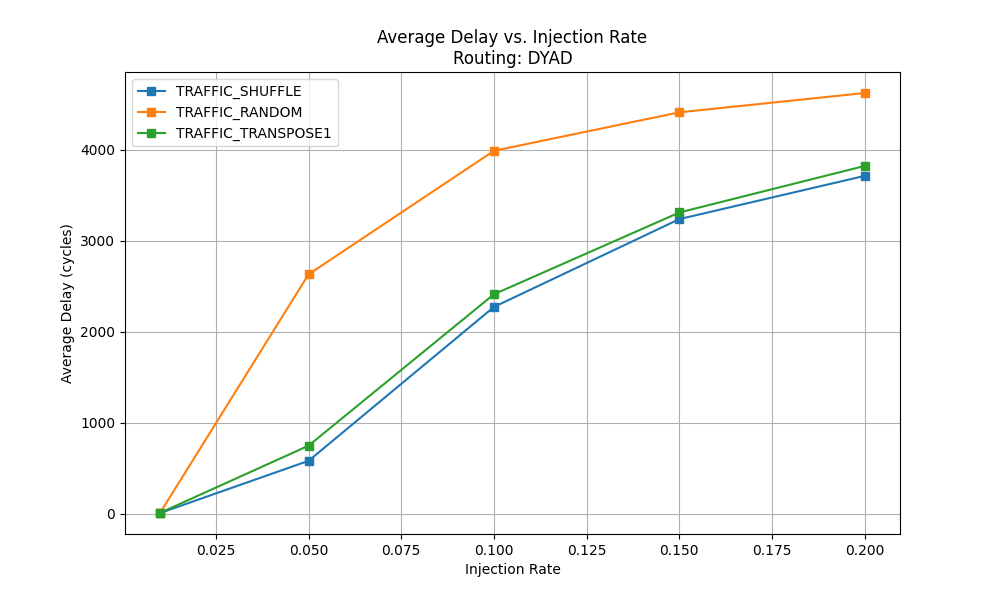 Average Delay vs. Injection Rate
Routing: DYAD
TRAFFIC_SHUFFLE
TRAFFIC_RANDOM
TRAFFIC_TRANSPOSE1
Average Delay (cycles)
4000
3000
2000
1000
0
0.025 0.050 0.075 0.100 0.125 0.150 0.175 0.200
Injection Rate